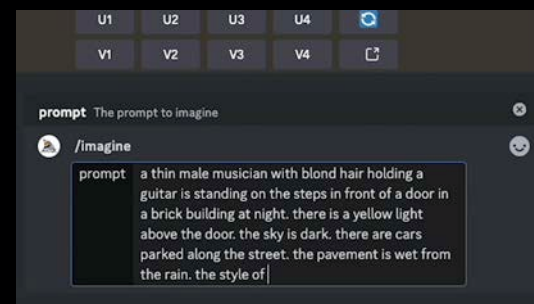 U1 U2 U3 U4
V1 V2 V3 V4
prompt The prompt to imagine
/imagine
prompt a thin male musician with blond hair holding a
guitar is standing on the steps in front of a door in
a brick building at night. there is a yellow light
above the door. the sky is dark. there are cars
parked along the street. the pavement is wet from
the rain. the style of